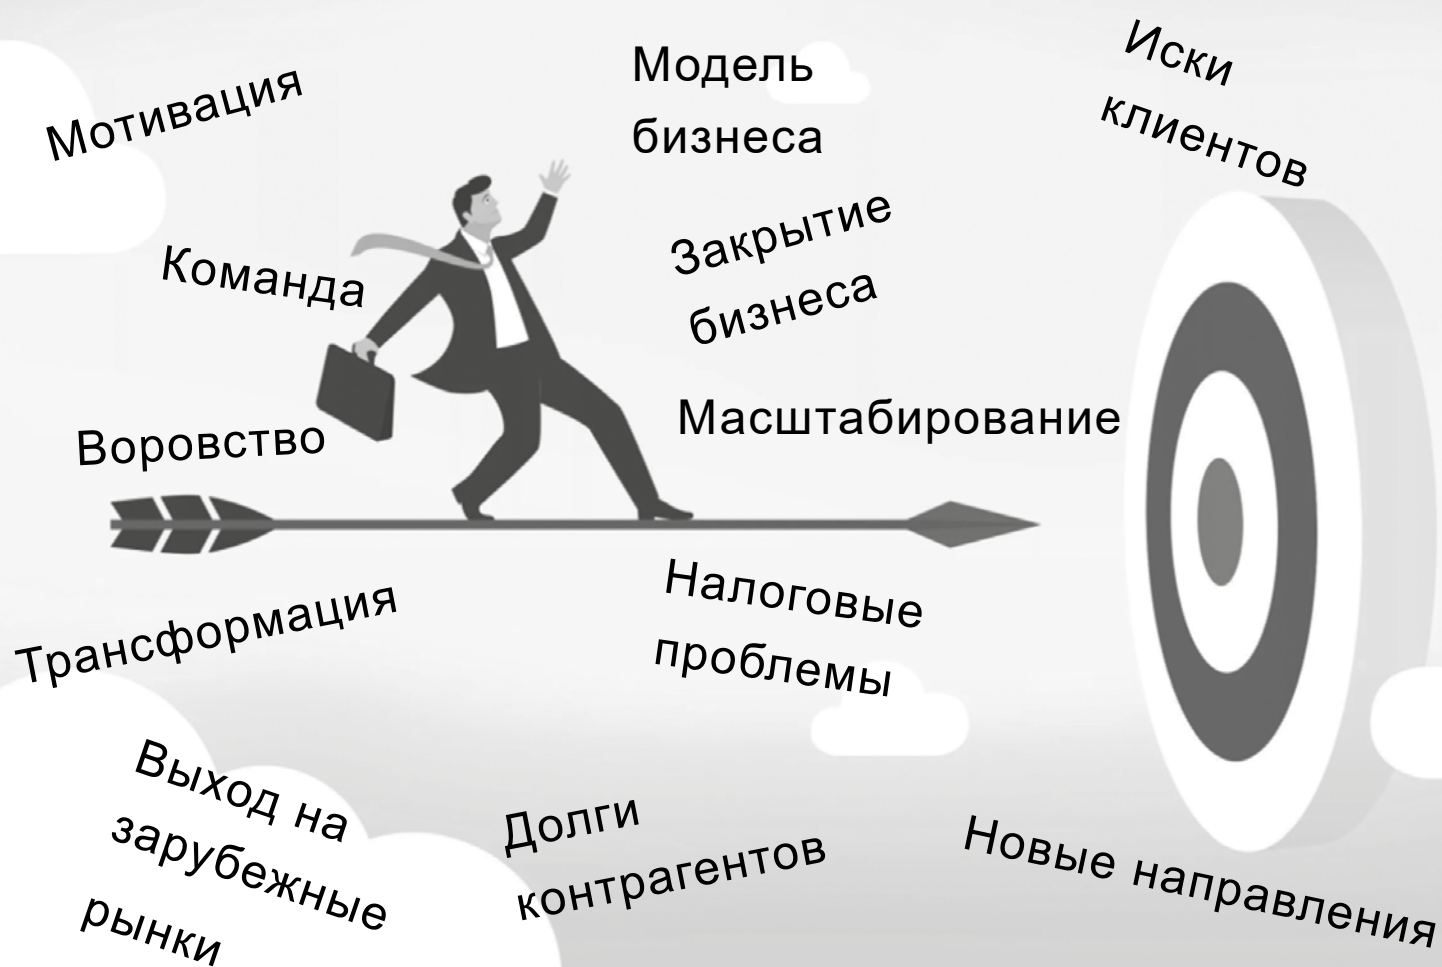 Мотивация
Модель
бизнеса
Иски
клиентов
Команда
Закрытие
бизнеса
Воровство
Масштабирование
Трансформация
Налоговые
проблемы
Выход на
зарубежные
рынки
Долги
контрагентов
Новые направления